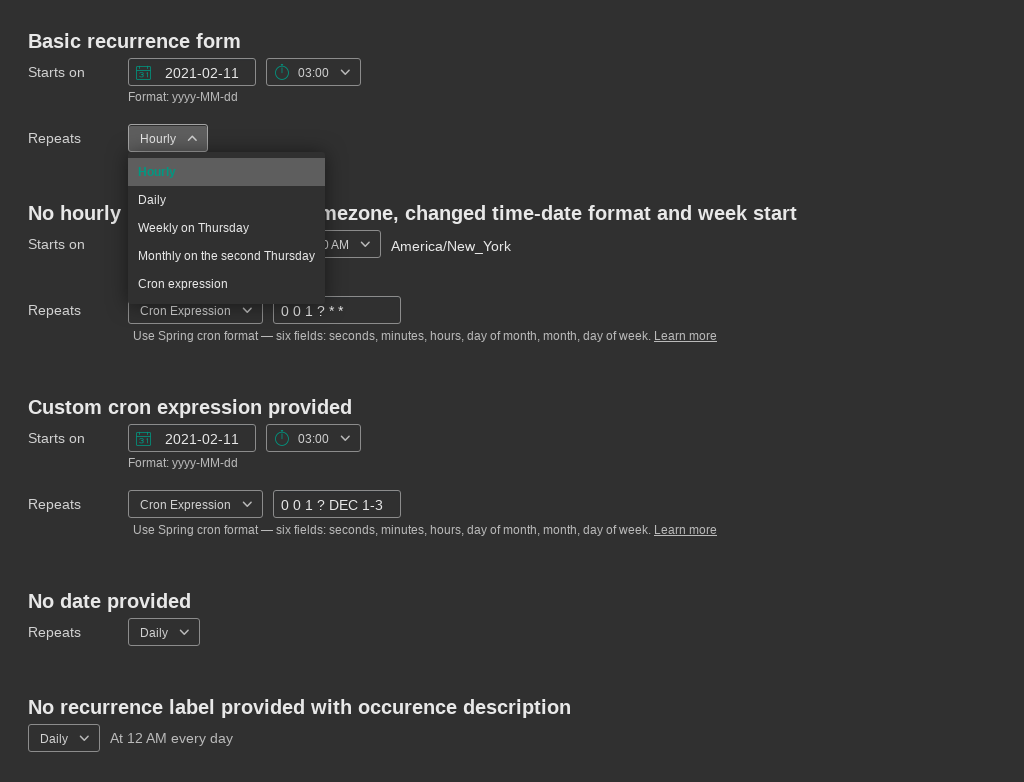 Basic recurrence form
Starts on 2021-02-11 03:00
Format: yyyy-MM-dd
Repeats Hourly
Hourly
Daily
No hourly mezone, changed time-date format and week start
Weekly on Thursday
Starts on 0 AM America/New_York
Monthly on the second Thursday
Cron expression
Repeats Cron Expression 0 0 1 ? * *
Use Spring cron format — six fields: seconds, minutes, hours, day of month, month, day of week. Learn more
Custom cron expression provided
Starts on 2021-02-11 03:00
Format: yyyy-MM-dd
Repeats Cron Expression 0 0 1 ? DEC 1-3
Use Spring cron format — six fields: seconds, minutes, hours, day of month, month, day of week. Learn more
No date provided
Repeats Daily
No recurrence label provided with occurence description
Daily At 12 AM every day